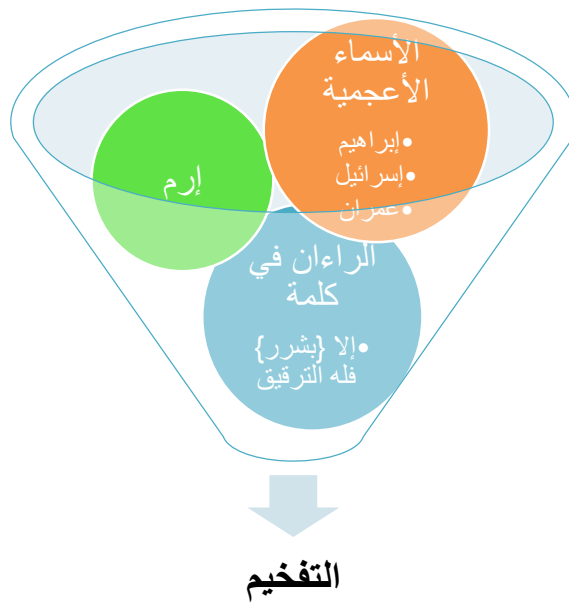 الأسماء
الأعجمية
•إبراهيم
•إسرائيل
•عمران
إرم
الراءان في
كلمة
•إلا {بشرر}
فله الترقيق
التفخيم